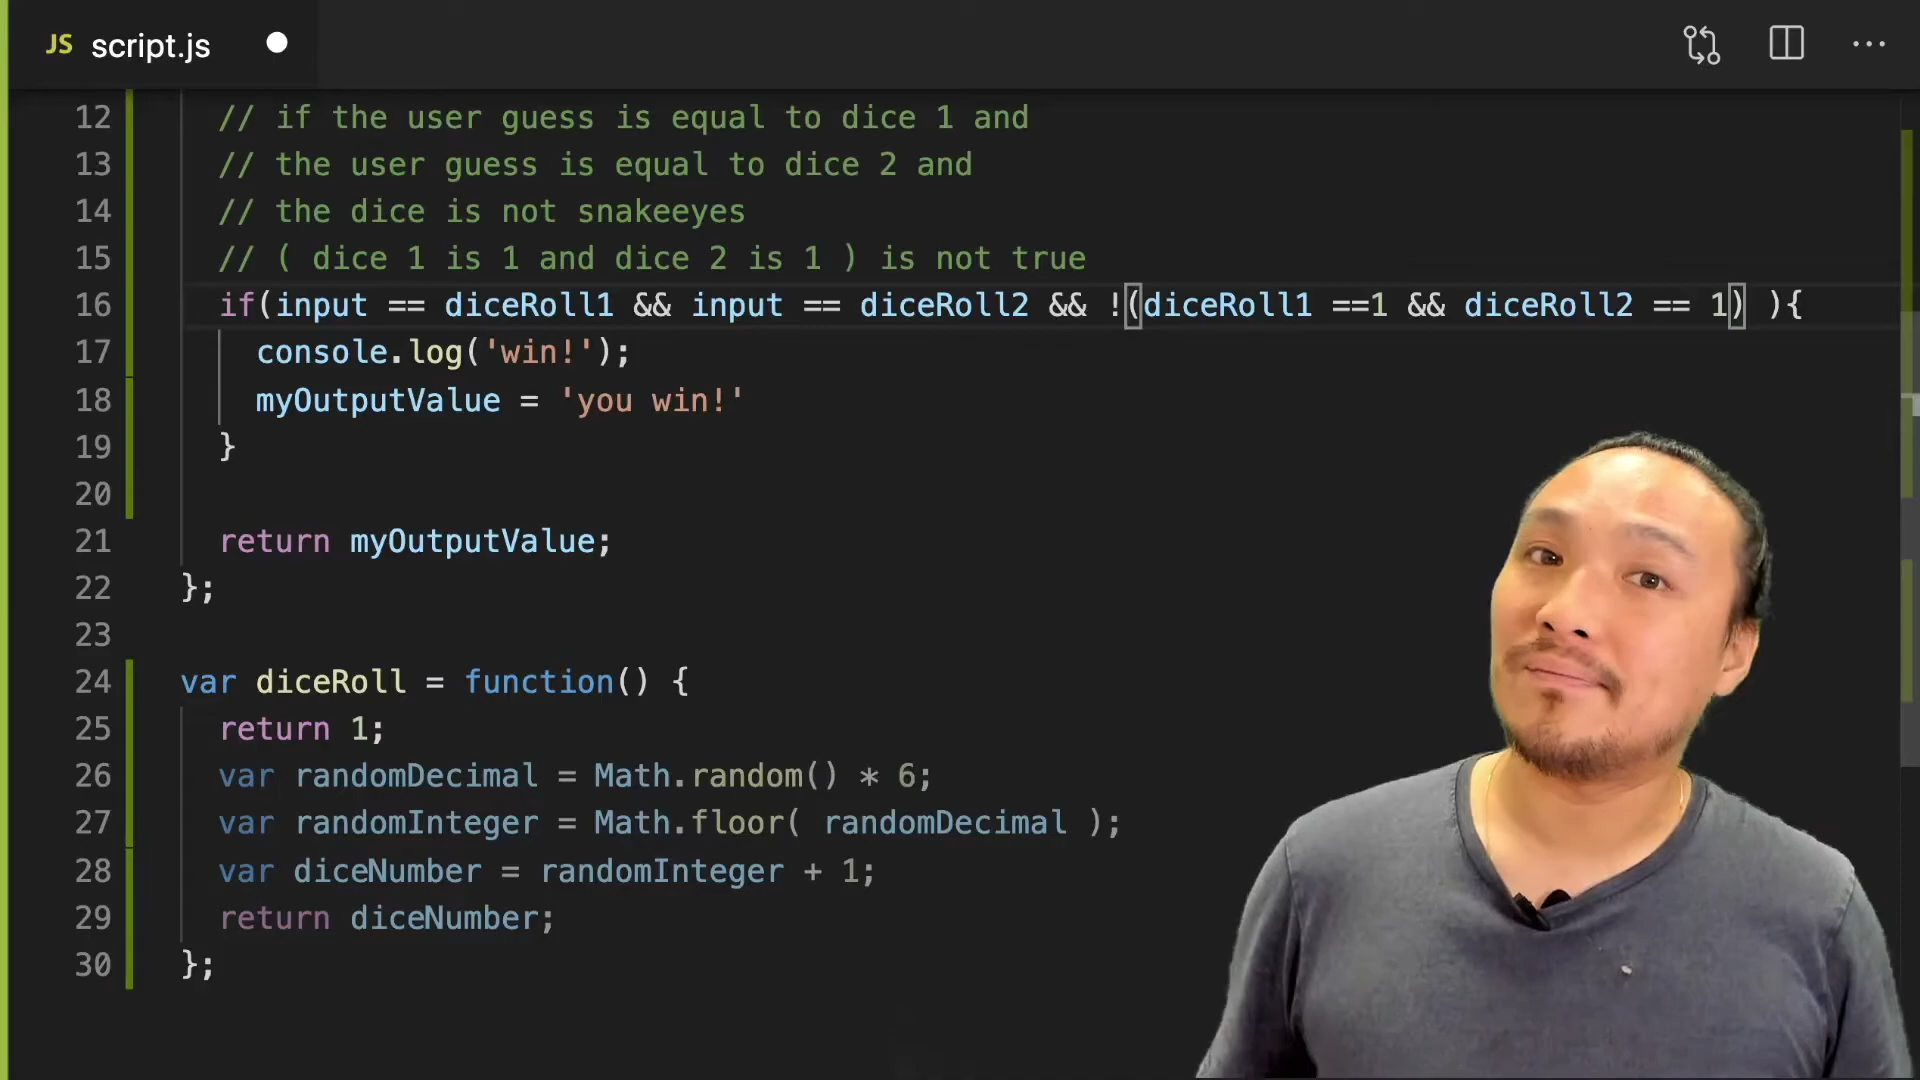 JS script.js
12 // if the user guess is equal to dice 1 and
13 // the user guess is equal to dice 2 and
14 // the dice is not snakeeyes
15 // ( dice 1 is 1 and dice 2 is 1 ) is not true
16 if(input == diceRoll1 && input == diceRoll2 && !(diceRoll1 ==1 && diceRoll2 == 1) ){
17 console.log('win!');
18 myOutputValue = 'you win!'
19 }
20
21 return myOutputValue;
22 };
23
24 var diceRoll = function() {
25 return 1;
26 var randomDecimal = Math.random() * 6;
27 var randomInteger = Math.floor( randomDecimal );
28 var diceNumber = randomInteger + 1;
29 return diceNumber;
30 };